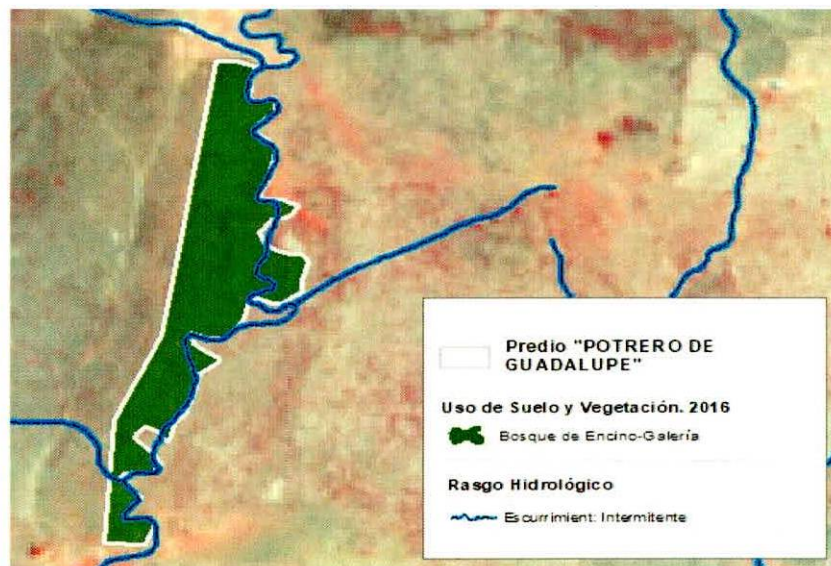 Predio "POTRERO DE
GUADALUPE"
Uso de Suelo y Vegetación. 2016
Bosque de Encino-Galería
Rasgo Hidrológico
Escurrimient: Intermitente